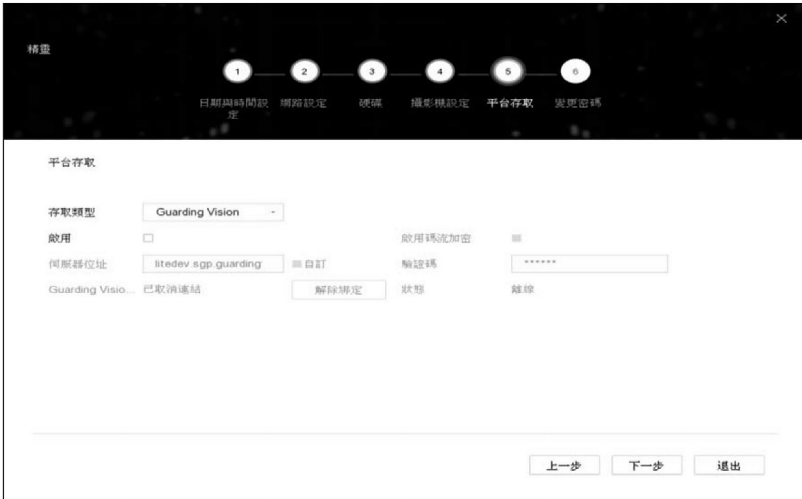 精靈
1 2 3 4 5 6
日期與時間設定 網路設定 硬碟 攝影機設定 平台存取 變更密碼
平台存取
存取類型 Guarding Vision
啟用 啟用碼流加密
伺服器位址 litedev.sgp.guarding 自訂 驗證碼 ******
Guarding Visio... 已取消連結 解除綁定 狀態 離線
上一步 下一步 退出